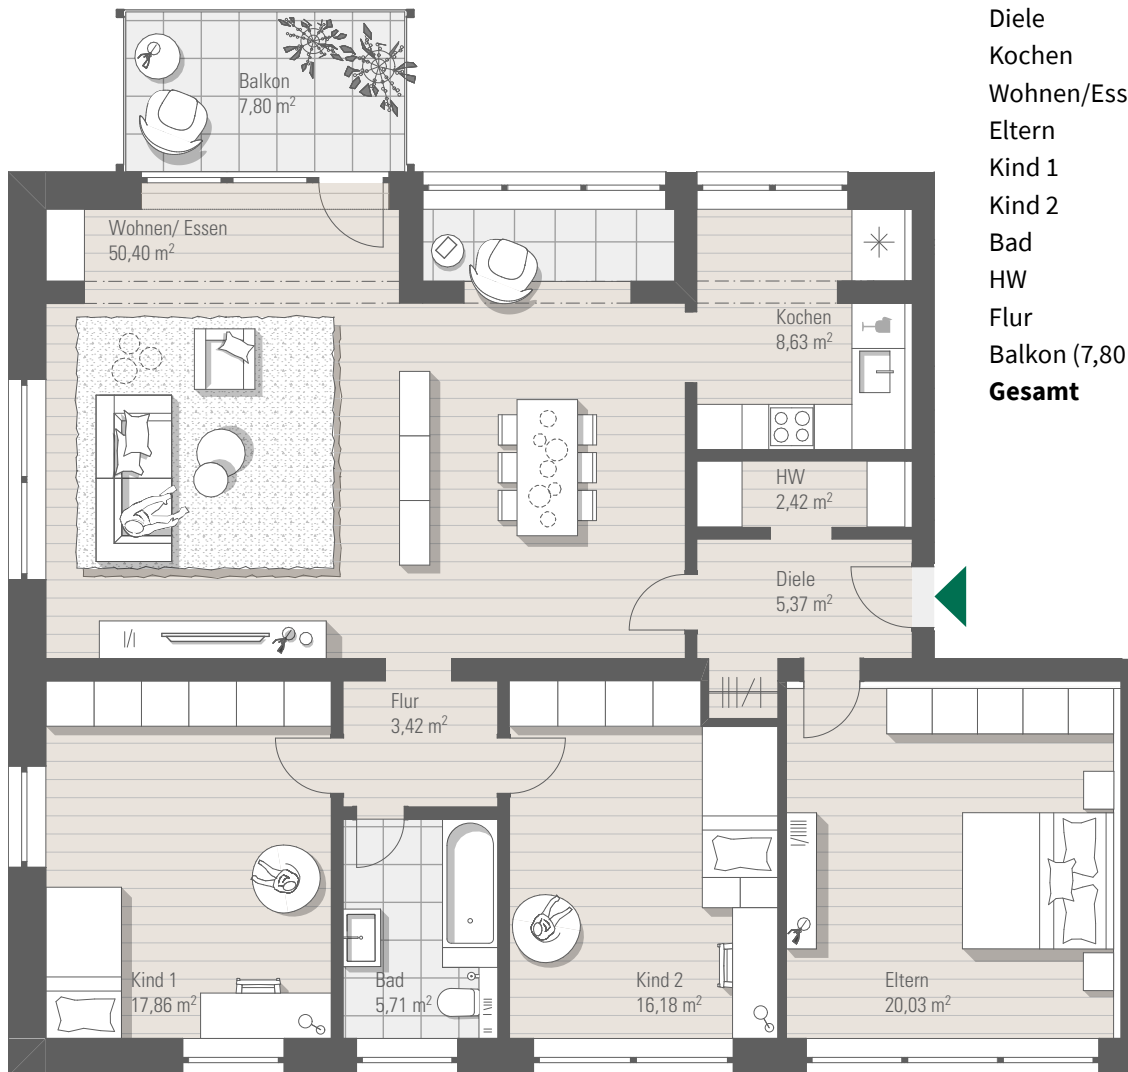 Diele
Kochen
Wohnen/Ess
Eltern
Kind 1
Kind 2
Bad
HW
Flur
Balkon (7,80
Gesamt
Balkon
7,80 m²
Wohnen/ Essen
50,40 m²
Kochen
8,63 m²
HW
2,42 m²
Diele
5,37 m²
Flur
3,42 m²
Kind 1
17,86 m²
Bad
5,71 m²
Kind 2
16,18 m²
Eltern
20,03 m²